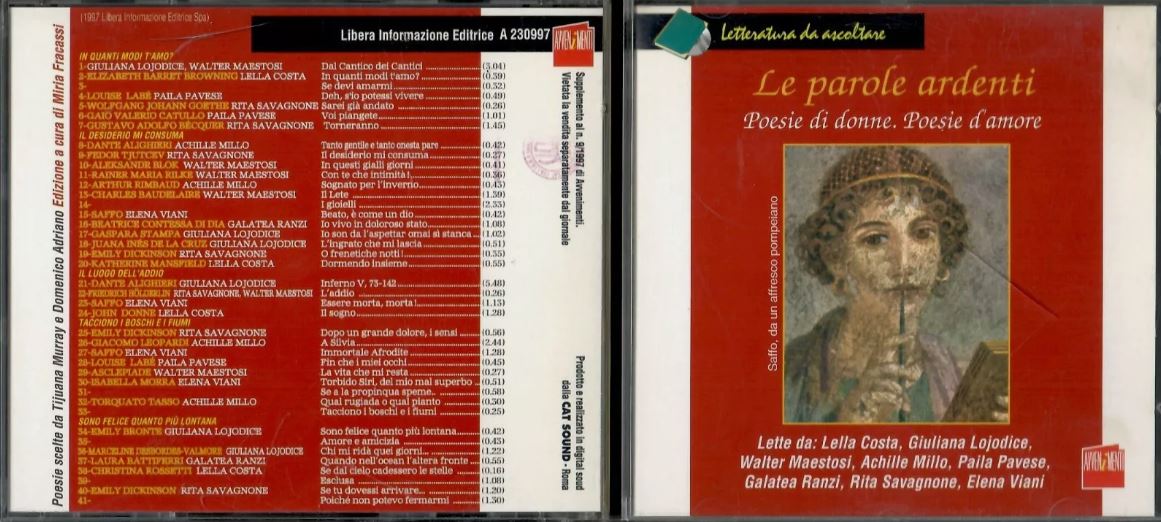 (1997 Libera Informazione Editrice Spa)
Libera Informazione Editrice A 230997
AVVENIMENTI
IN QUANTI MODI T'AMO?
1-GIULIANA LOJODICE, WALTER MAESTOSI Dal Cantico dei Cantici (3.04)
2-ELIZABETH BARRET BROWNING LELLA COSTA In quanti modi t'amo? (0.39)
3- Se devi amarmi (0.52)
4-LOUISE LABÉ PAILA PAVESE Deh, s'io potessi vivere (0.49)
5-WOLFGANG JOHANN GOETHE RITA SAVAGNONE Sarei già andato (0.26)
6-GAIO VALERIO CATULLO PAILA PAVESE Voi piangete (1.01)
7-GUSTAVO ADOLFO BÉCQUER RITA SAVAGNONE Torneranno (1.45)
IL DESIDERIO MI CONSUMA
8-DANTE ALIGHIERI ACHILLE MILLO Tanto gentile e tanto onesta pare (0.42)
9-FEDOR TJUTCEV RITA SAVAGNONE Il desiderio mi consuma (0.27)
10-ALEKSANDR BLOK WALTER MAESTOSI In questi gialli giorni (0.41)
11-RAINER MARIA RILKE WALTER MAESTOSI Con te che intimità! (0.36)
12-ARTHUR RIMBAUD ACHILLE MILLO Sognato per l'inverno (0.43)
13-CHARLES BAUDELAIRE WALTER MAESTOSI Il Lete (1.39)
14- I gioielli (2.33)
15-SAFFO ELENA VIANI Beato, è come un dio (0.42)
16-BEATRICE CONTESSA DI DIA GALATEA RANZI Io vivo in doloroso stato (1.08)
17-GASPARA STAMPA GIULIANA LOJODICE Io son da l'aspettar omai sì stanca (1.02)
18-JUANA INÉS DE LA CRUZ GIULIANA LOJODICE L'ingrato che mi lascia (0.51)
19-EMILY DICKINSON RITA SAVAGNONE O frenetiche notti! (0.35)
20-KATHERINE MANSFIELD LELLA COSTA Dormendo insieme (0.55)
IL LUOGO DELL'ADDIO
21-DANTE ALIGHIERI GIULIANA LOJODICE Inferno V, 73-142 (5.48)
22-FRIEDRICH HÖLDERLIN RITA SAVAGNONE, WALTER MAESTOSI L'addio (0.26)
23-SAFFO ELENA VIANI Essere morta, morta! (1.13)
24-JOHN DONNE LELLA COSTA Il sogno (1.28)
TACCIONO I BOSCHI E I FIUMI
25-EMILY DICKINSON RITA SAVAGNONE Dopo un grande dolore, i sensi (0.56)
26-GIACOMO LEOPARDI ACHILLE MILLO A Silvia (2.44)
27-SAFFO ELENA VIANI Immortale Afrodite (1.28)
28-LOUISE LABÉ PAILA PAVESE Fin che i miei occhi (0.45)
29-ASCLEPIADE WALTER MAESTOSI La vita che mi resta (0.27)
30-ISABELLA MORRA ELENA VIANI Torbido Siri, del mio mal superbo (0.51)
31- Se a la propinqua speme (0.58)
32-TORQUATO TASSO ACHILLE MILLO Qual rugiada o qual pianto (0.30)
33- Tacciono i boschi e i fiumi (0.25)
SONO FELICE QUANTO PIÙ LONTANA
34-EMILY BRONTE GIULIANA LOJODICE Sono felice quanto più lontana (0.42)
35- Amore e amicizia (0.43)
36-MARCELINE DESBORDES-VALMORE GIULIANA LOJODICE Chi mi ridà quei giorni (1.22)
37-LAURA BATTIFERRI GALATEA RANZI Quando nell'ocean l'altera fronte (0.55)
38-CHRISTINA ROSSETTI LELLA COSTA Se dal cielo cadessero le stelle (0.16)
39- Esclusa (1.08)
40-EMILY DICKINSON RITA SAVAGNONE Se tu dovessi arrivare (1.20)
41- Poiché non potevo fermarmi (1.30)
Poesie scelte da Tijuana Murray e Domenico Adriano Edizione a cura di Miria Fracassi
Supplemento al n. 9/1997 di Avvenimenti.
Vietata la vendita separatamente dal giornale
Prodotto e realizzato in digital soud
dalla CAT SOUND - Roma
Letteratura da ascoltare
Le parole ardenti
Poesie di donne. Poesie d'amore
Saffo, da un affresco pompeiano
Lette da: Lella Costa, Giuliana Lojodice,
Walter Maestosi, Achille Millo, Paila Pavese,
Galatea Ranzi, Rita Savagnone, Elena Viani
AVVENIMENTI